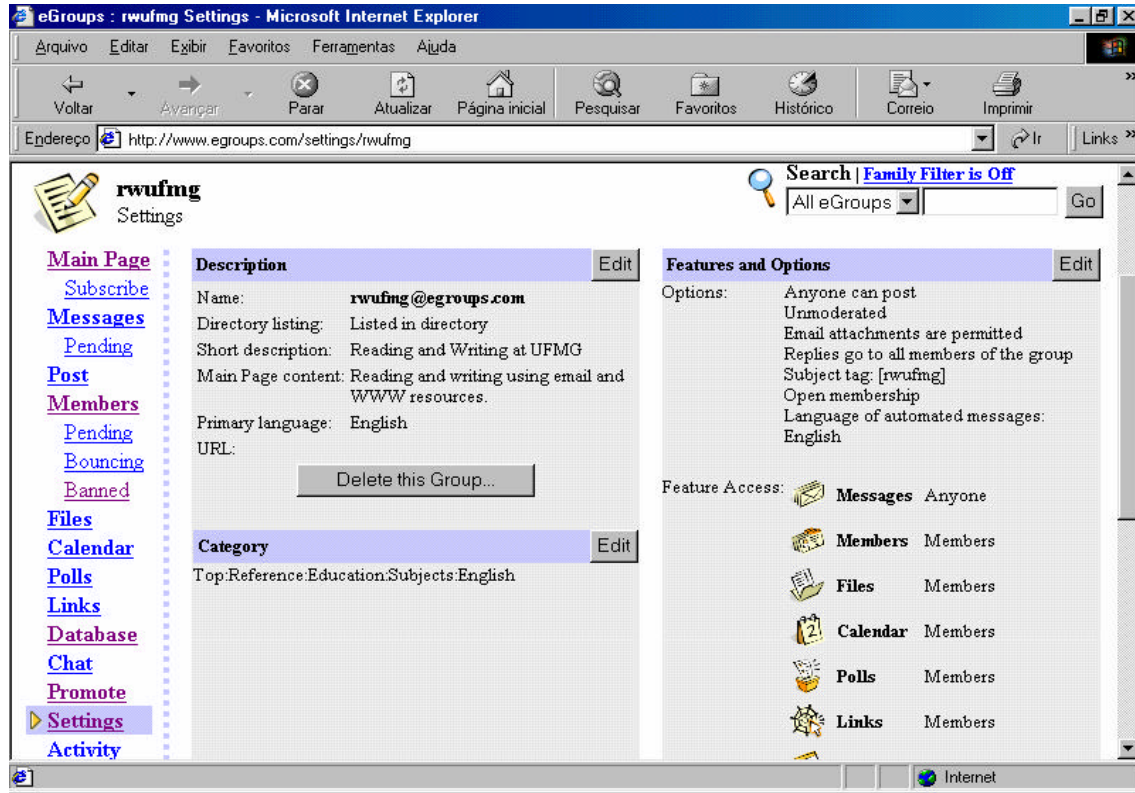 eGroups : rwufmg Settings - Microsoft Internet Explorer
Arquivo Editar Exibir Favoritos Ferramentas Ajuda
Voltar Avançar Parar Atualizar Página inicial Pesquisar Favoritos Histórico Correio Imprimir »
Endereço http://www.egroups.com/settings/rwufmg Ir Links »
rwufmg
Settings
Search | Family Filter is Off
All eGroups Go
Main Page
Subscribe
Messages
Pending
Post
Members
Pending
Bouncing
Banned
Files
Calendar
Polls
Links
Database
Chat
Promote
Settings
Activity
Description Edit
Name: rwufmg@egroups.com
Directory listing: Listed in directory
Short description: Reading and Writing at UFMG
Main Page content: Reading and writing using email and
WWW resources.
Primary language: English
URL:
Delete this Group...
Category Edit
Top:Reference:Education:Subjects:English
Features and Options Edit
Options: Anyone can post
Unmoderated
Email attachments are permitted
Replies go to all members of the group
Subject tag: [rwufmg]
Open membership
Language of automated messages:
English
Feature Access: Messages Anyone
Members Members
Files Members
2 Calendar Members
Polls Members
Links Members
Internet